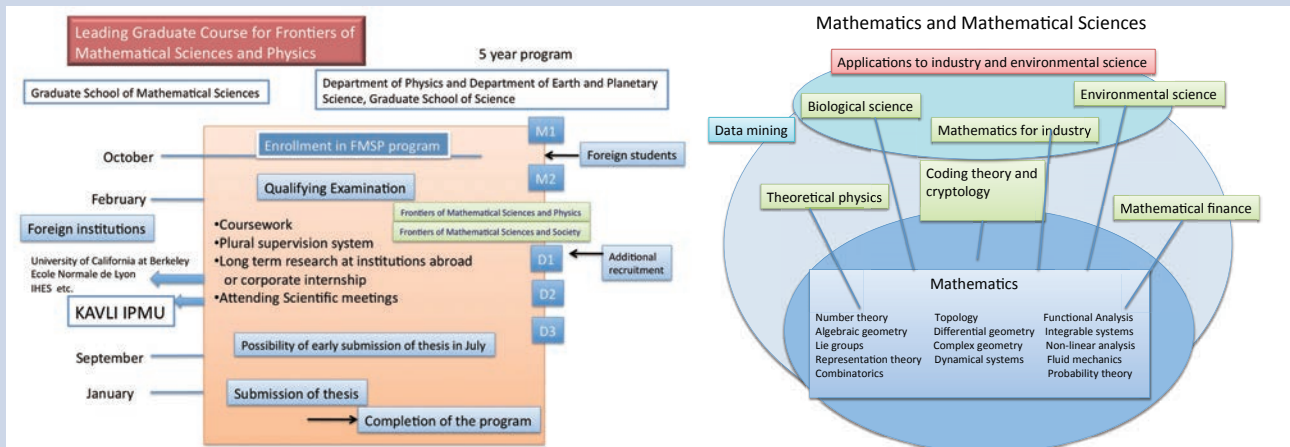 Leading Graduate Course for Frontiers of
Mathematical Sciences and Physics
5 year program
Graduate School of Mathematical Sciences
Department of Physics and Department of Earth and Planetary
Science, Graduate School of Science
M1
Enrollment in FMSP program
October
Foreign students
M2
Qualifying Examination
February
Frontiers of Mathematical Sciences and Physics
Frontiers of Mathematical Sciences and Society
Foreign institutions
•Coursework
•Plural supervision system
•Long term research at institutions abroad
or corporate internship
•Attending Scientific meetings
D1
Additional
recruitment
University of California at Berkeley
Ecole Normale de Lyon
IHES etc.
D2
KAVLI IPMU
D3
Possibility of early submission of thesis in July
September
January
Submission of thesis
Completion of the program
Mathematics and Mathematical Sciences
Applications to industry and environmental science
Biological science
Environmental science
Data mining
Mathematics for industry
Coding theory and
cryptology
Theoretical physics
Mathematical finance
Mathematics
Number theory
Algebraic geometry
Lie groups
Representation theory
Combinatorics
Topology
Differential geometry
Complex geometry
Dynamical systems
Functional Analysis
Integrable systems
Non-linear analysis
Fluid mechanics
Probability theory